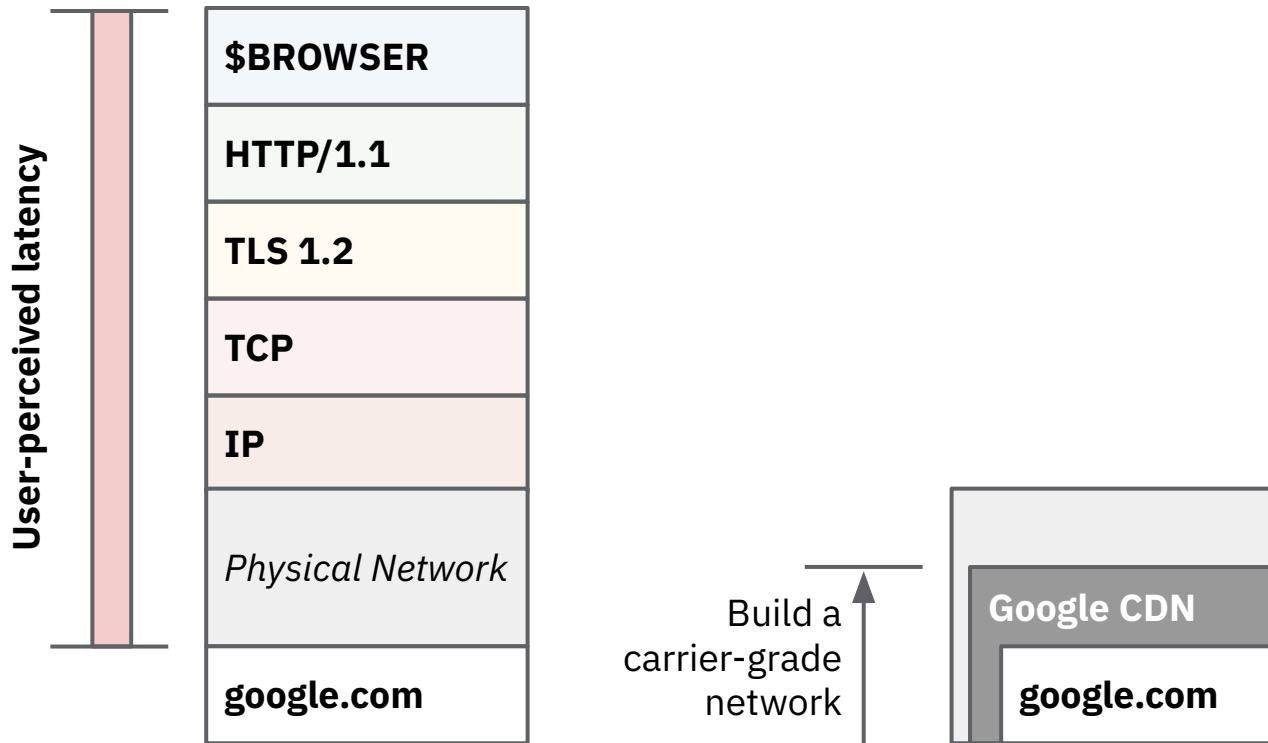 User-perceived latency
$BROWSER
HTTP/1.1
TLS 1.2
TCP
IP
Physical Network
google.com
Build a
carrier-grade
network
Google CDN
google.com